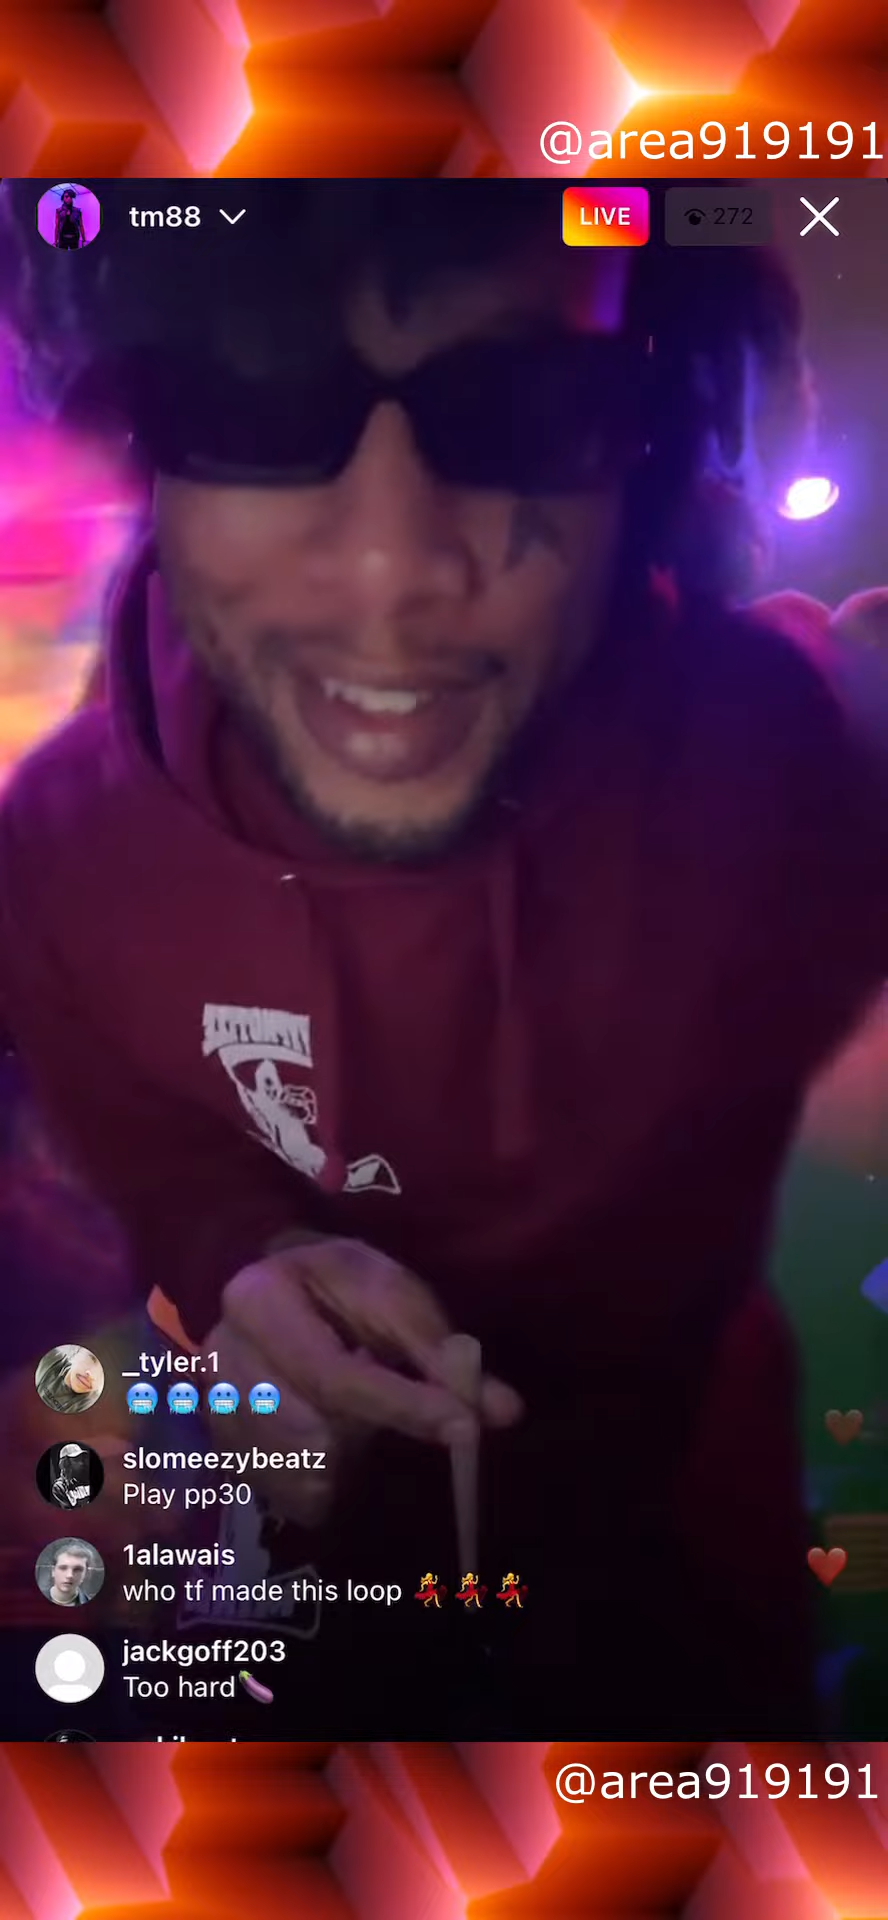 @area919191
tm88
LIVE
272
_tyler.1
🥶🥶🥶🥶
slomeezybeatz
Play pp30
1alawais
who tf made this loop 💃💃💃
jackgoff203
Too hard🍆
@area919191